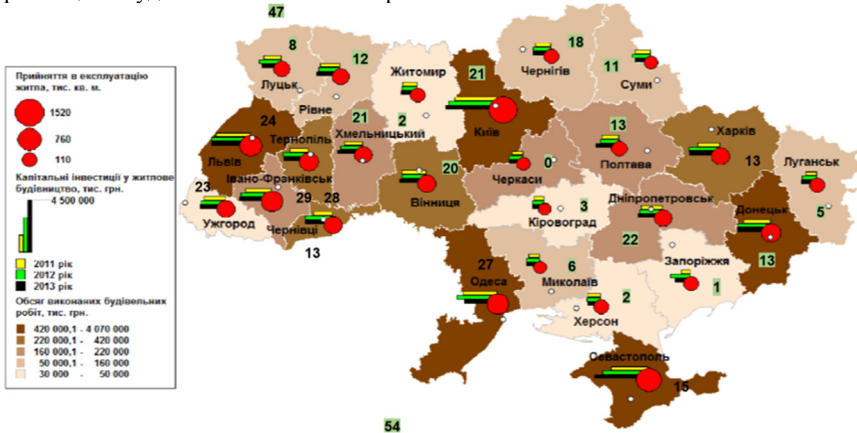 47
8
Луцьк
12
Рівне
Житомир
2
21
Київ
18
Чернігів
11
Суми
24
Львів
Тернопіль
21
Хмельницький
20
Вінниця
0
Черкаси
13
Полтава
Харків
13
Луганськ
5
23
Ужгород
Івано-Франківськ
29
28
Чернівці
13
3
Кіровоград
Дніпропетровськ
22
Донецьк
13
Запоріжжя
1
27
Одеса
6
Миколаїв
2
Херсон
Севастополь
15
54
Прийняття в експлуатацію
житла, тис. кв. м.
1520
760
110
Капітальні інвестиції у житлове
будівництво, тис. грн.
4 500 000
2011 рік
2012 рік
2013 рік
Обсяг виконаних будівельних
робіт, тис. грн.
420 000,1 - 4 070 000
220 000,1 - 420 000
160 000,1 - 220 000
50 000,1 - 160 000
30 000 - 50 000